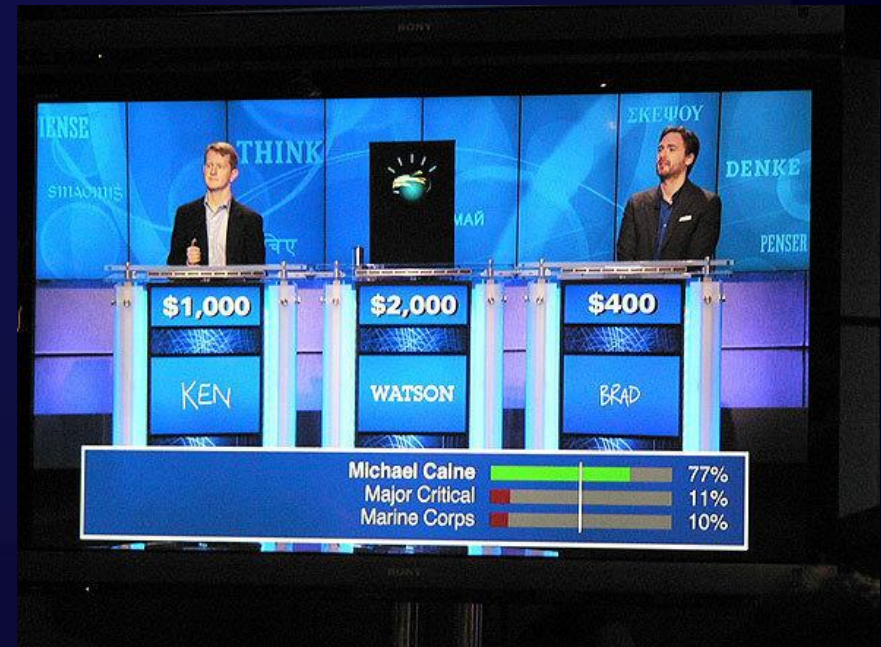 SONY
IENSE
THINK
ΣΚΕΨΟΥ
DENKE
PENSER
$1,000
$2,000
$400
KEN
WATSON
BRAD
Michael Caine 77%
Major Critical 11%
Marine Corps 10%
SONY